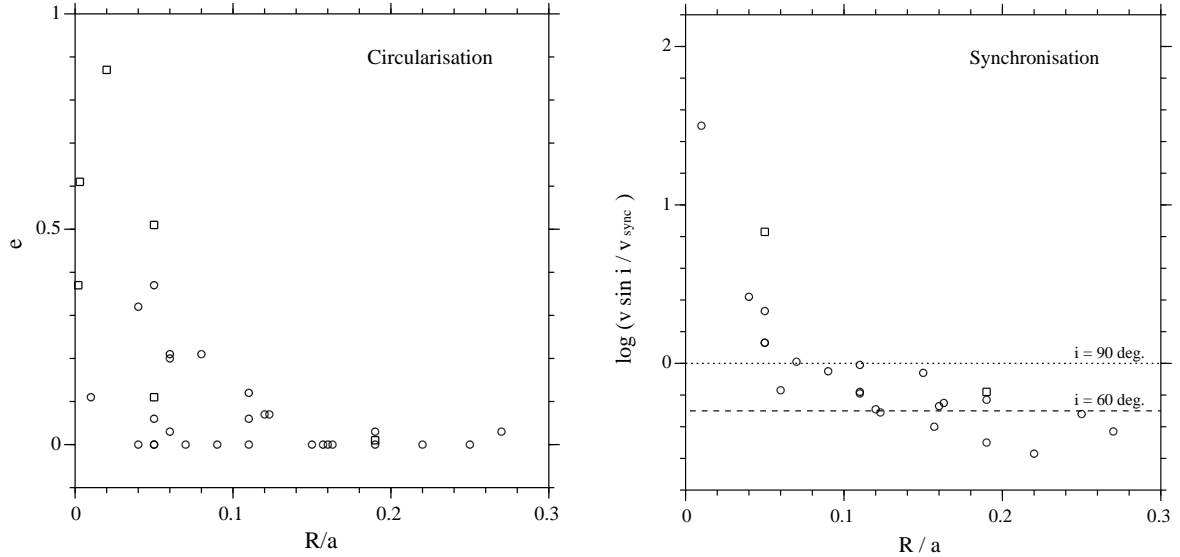 1
Circularisation
0.5
e
0
0
0.1
0.2
0.3
R/a
2
Synchronisation
1
log (v sin i / v sync )
0
i = 90 deg.
i = 60 deg.
0
0.1
0.2
0.3
R / a